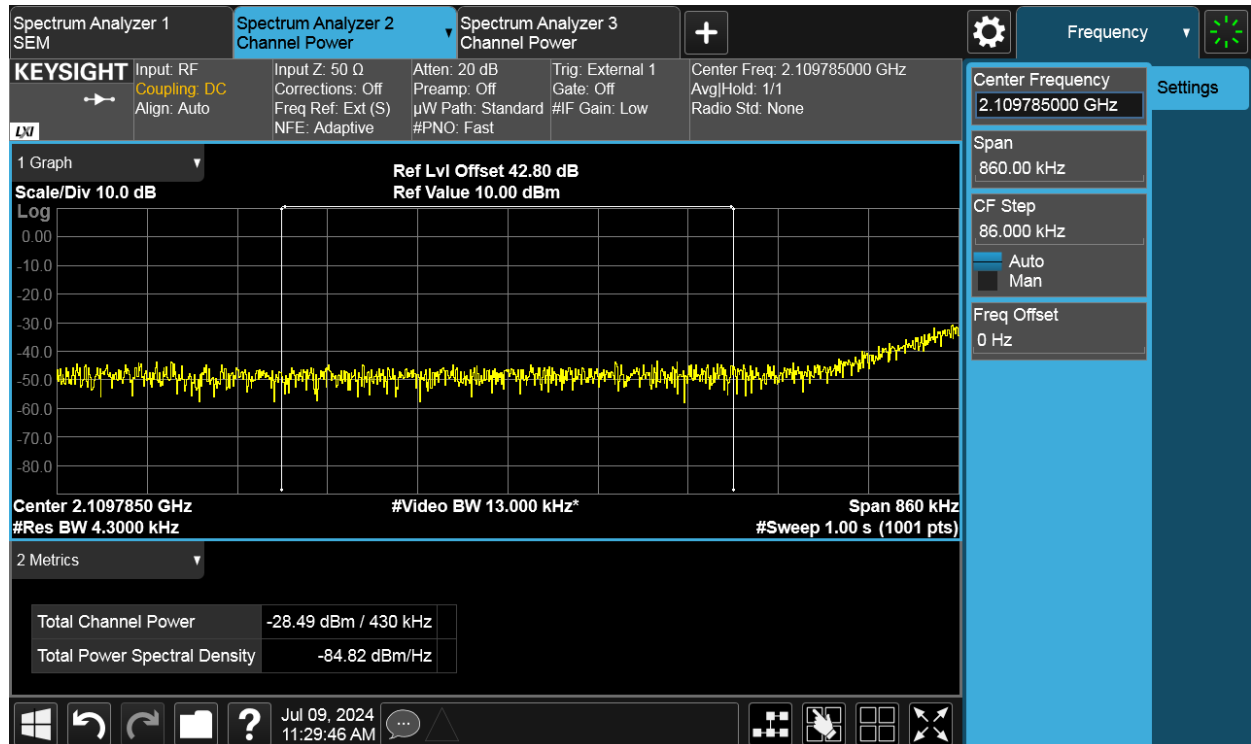 Spectrum Analyzer 1
SEM
Spectrum Analyzer 2
Channel Power
Spectrum Analyzer 3
Channel Power
+
Frequency
KEYSIGHT
LXI
Input: RF
Coupling: DC
Align: Auto
Input Z: 50 Ω
Corrections: Off
Freq Ref: Ext (S)
NFE: Adaptive
Atten: 20 dB
Preamp: Off
µW Path: Standard
#PNO: Fast
Trig: External 1
Gate: Off
#IF Gain: Low
Center Freq: 2.109785000 GHz
Avg|Hold: 1/1
Radio Std: None
Center Frequency
2.109785000 GHz
Settings
Span
860.00 kHz
CF Step
86.000 kHz
Auto
Man
Freq Offset
0 Hz
1 Graph
Scale/Div 10.0 dB
Ref Lvl Offset 42.80 dB
Ref Value 10.00 dBm
Log
0.00
-10.0
-20.0
-30.0
-40.0
-50.0
-60.0
-70.0
-80.0
Center 2.1097850 GHz
#Video BW 13.000 kHz*
Span 860 kHz
#Res BW 4.3000 kHz
#Sweep 1.00 s (1001 pts)
2 Metrics
Total Channel Power -28.49 dBm / 430 kHz
Total Power Spectral Density -84.82 dBm/Hz
?
Jul 09, 2024
11:29:46 AM